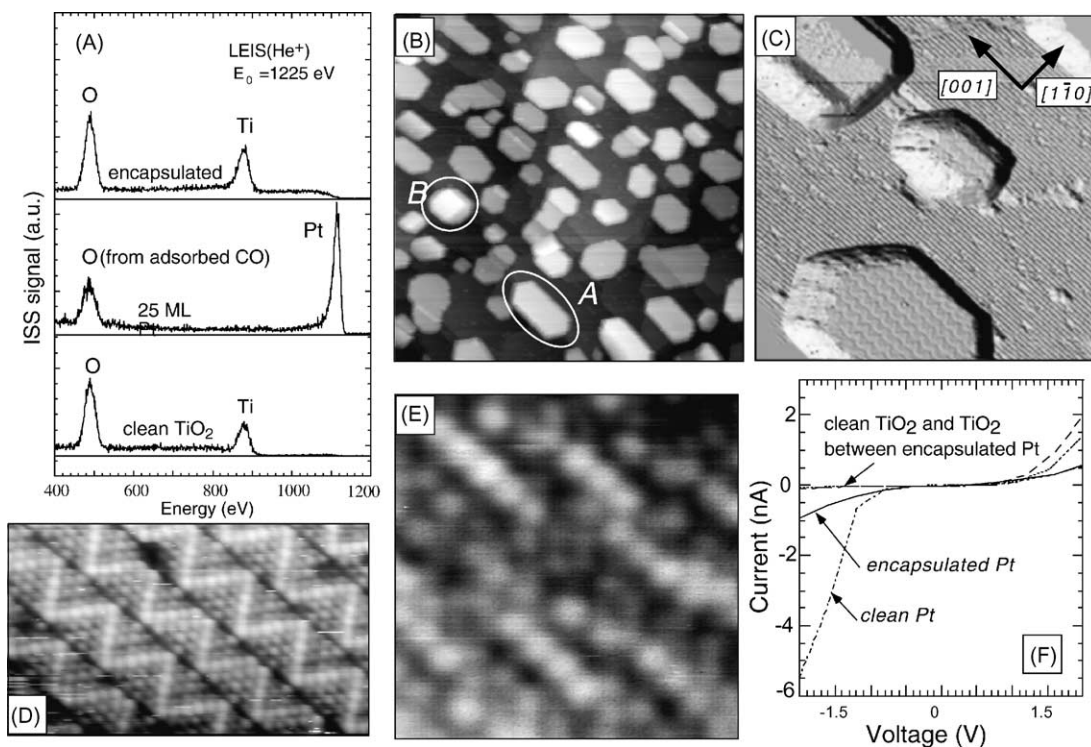 (A)
LEIS(He⁺)
E₀ =1225 eV
O
Ti
encapsulated
Pt
O (from adsorbed CO)
25 ML
O
clean TiO₂
Ti
ISS signal (a.u.)
400 600 800 1000 1200
Energy (eV)
(B)
B
A
(C)
[001]
[11̄0]
(D)
(E)
2
0
-2
-4
-6
clean TiO₂ and TiO₂
between encapsulated Pt
encapsulated Pt
clean Pt
(F)
Current (nA)
-1.5 0 1.5
Voltage (V)